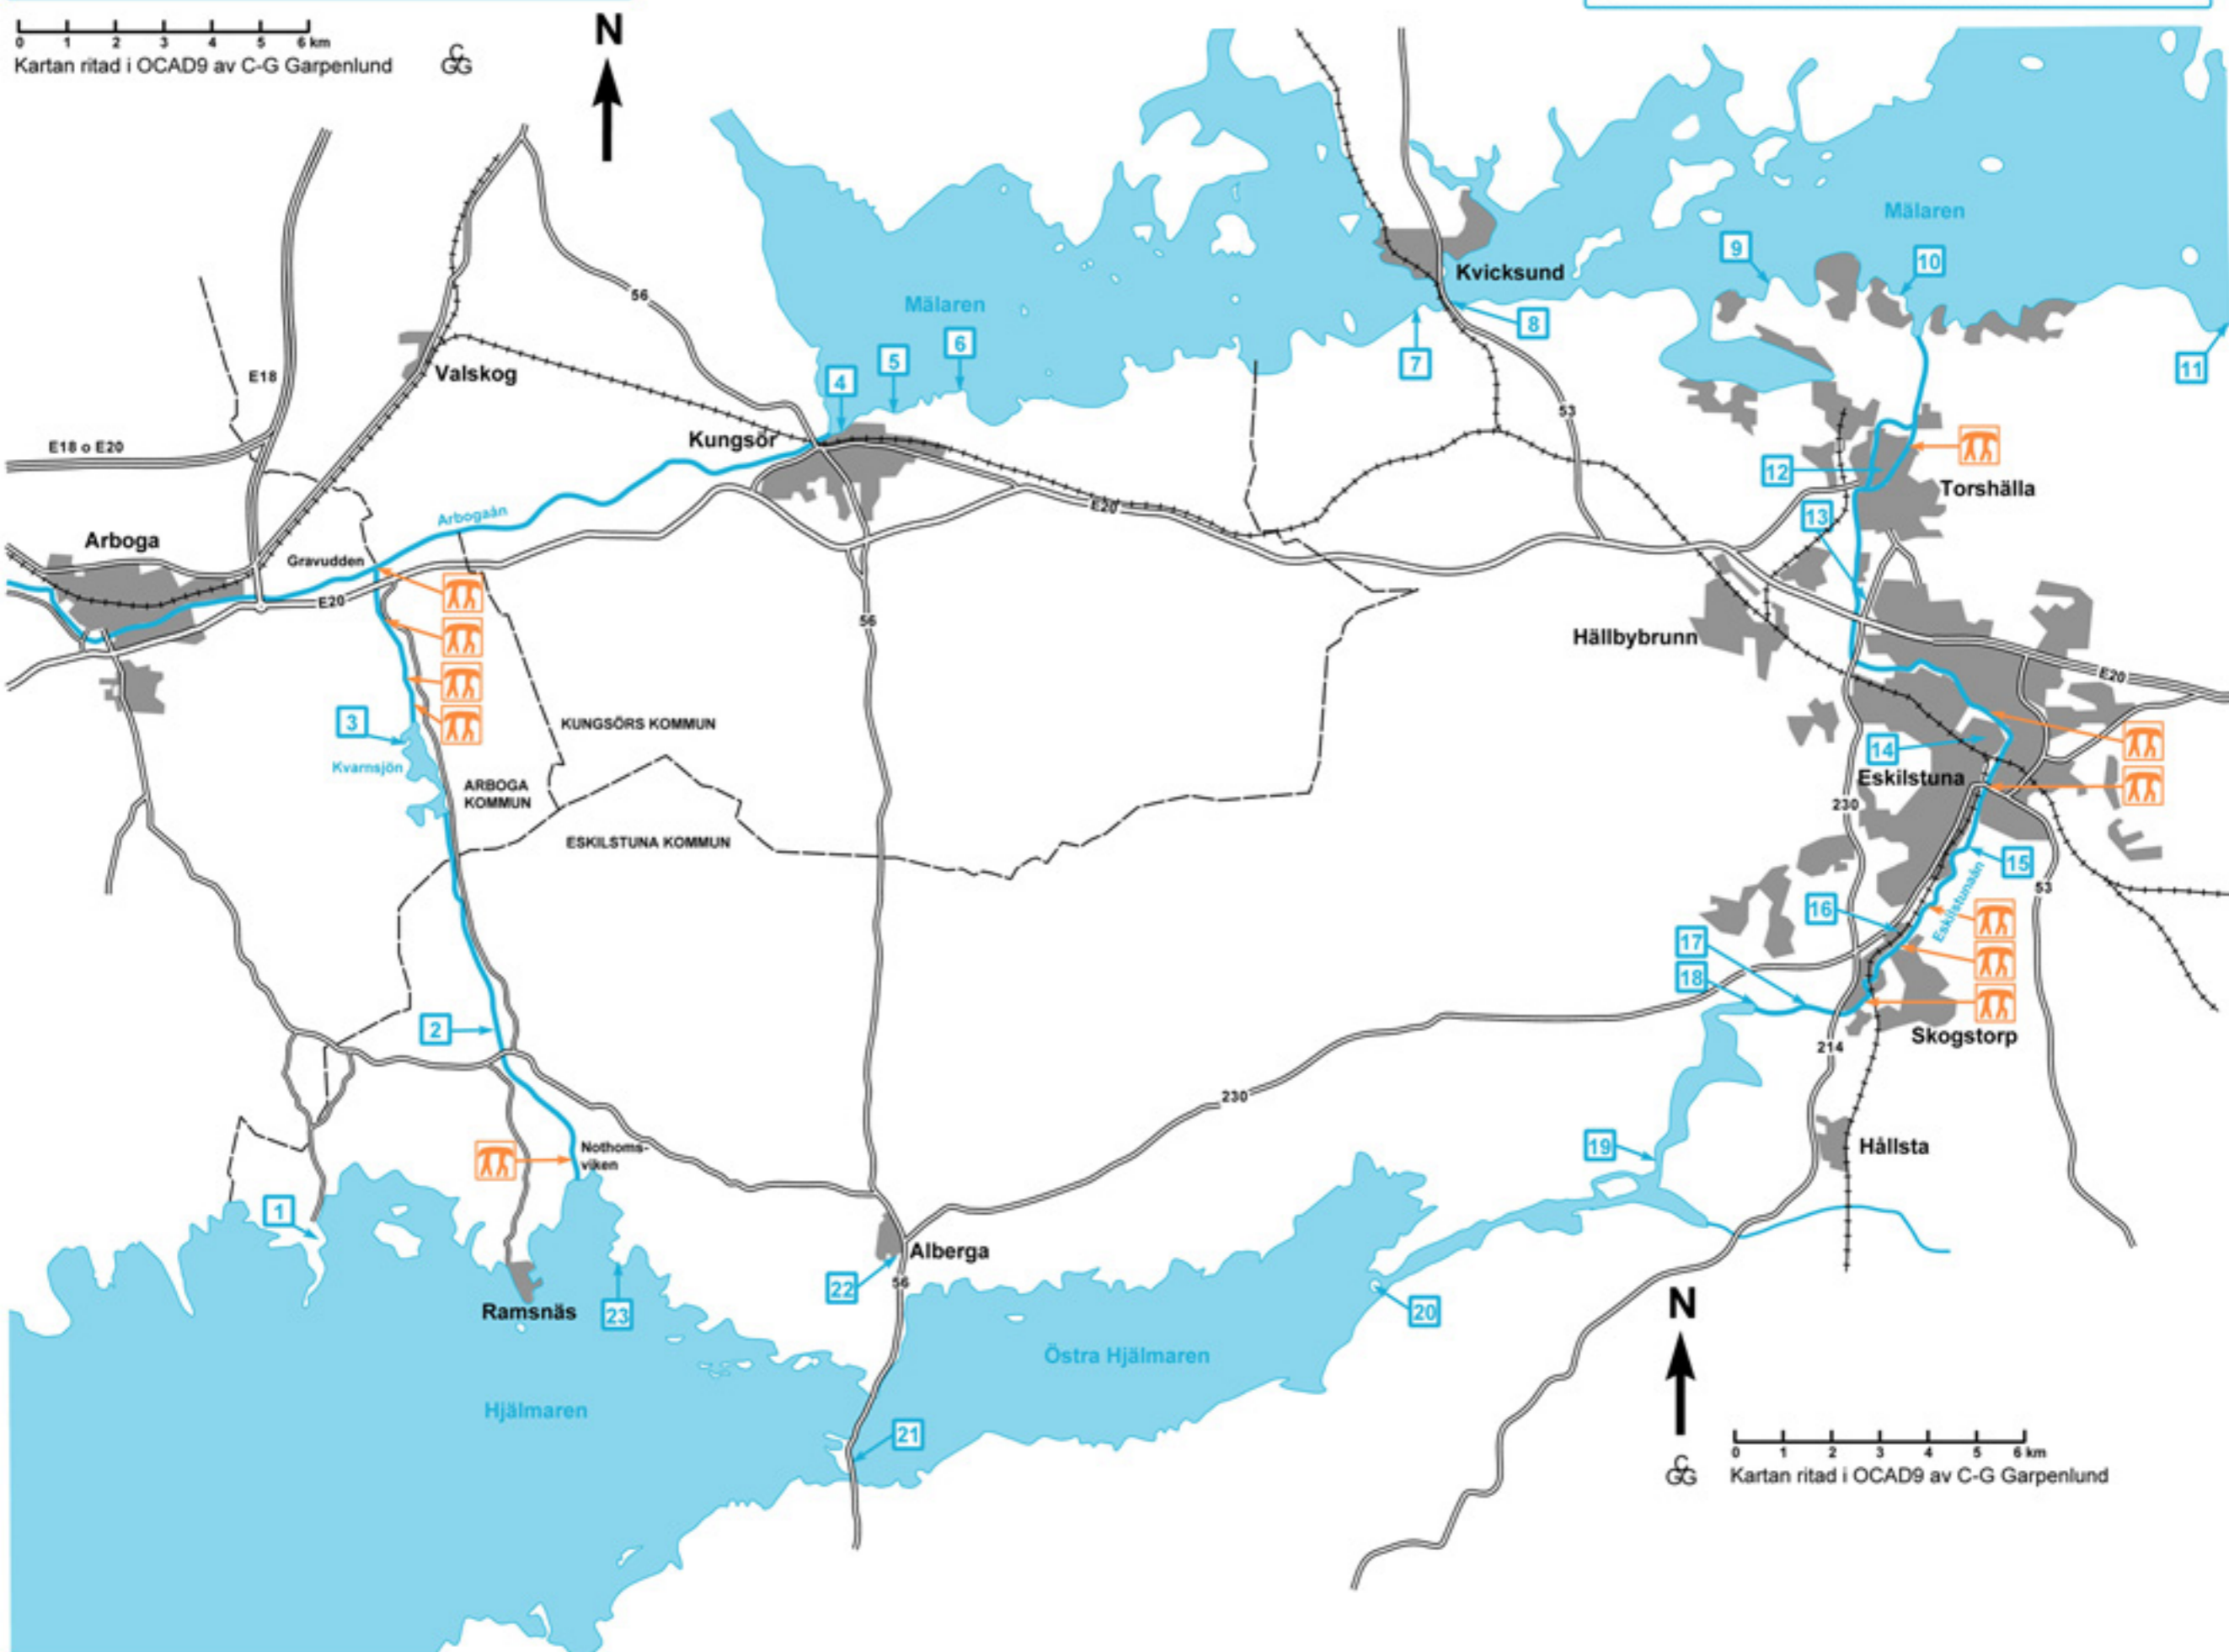 0 1 2 3 4 5 6 km
Kartan ritad i OCAD9 av C-G Garpenlund
C
GG
N
Mälaren
9
10
Kvicksund
56
Mälaren
8
6
5
7
11
4
E18
Valskog
53
Kungsör
E18 o E20
12
Torshälla
E20
Arbogaån
13
Arboga
Gravudden
E20
56
Hällbybrunn
E20
3
KUNGSÖRS KOMMUN
14
Kvarnsjön
Eskilstuna
ARBOGA
KOMMUN
230
ESKILSTUNA KOMMUN
15
53
Eskilstunaån
16
17
18
2
Skogstorp
214
230
Nothoms-
viken
19
Hållsta
1
Alberga
22
56
20
Ramsnäs
23
N
Östra Hjälmaren
Hjälmaren
21
0 1 2 3 4 5 6 km
C
GG
Kartan ritad i OCAD9 av C-G Garpenlund